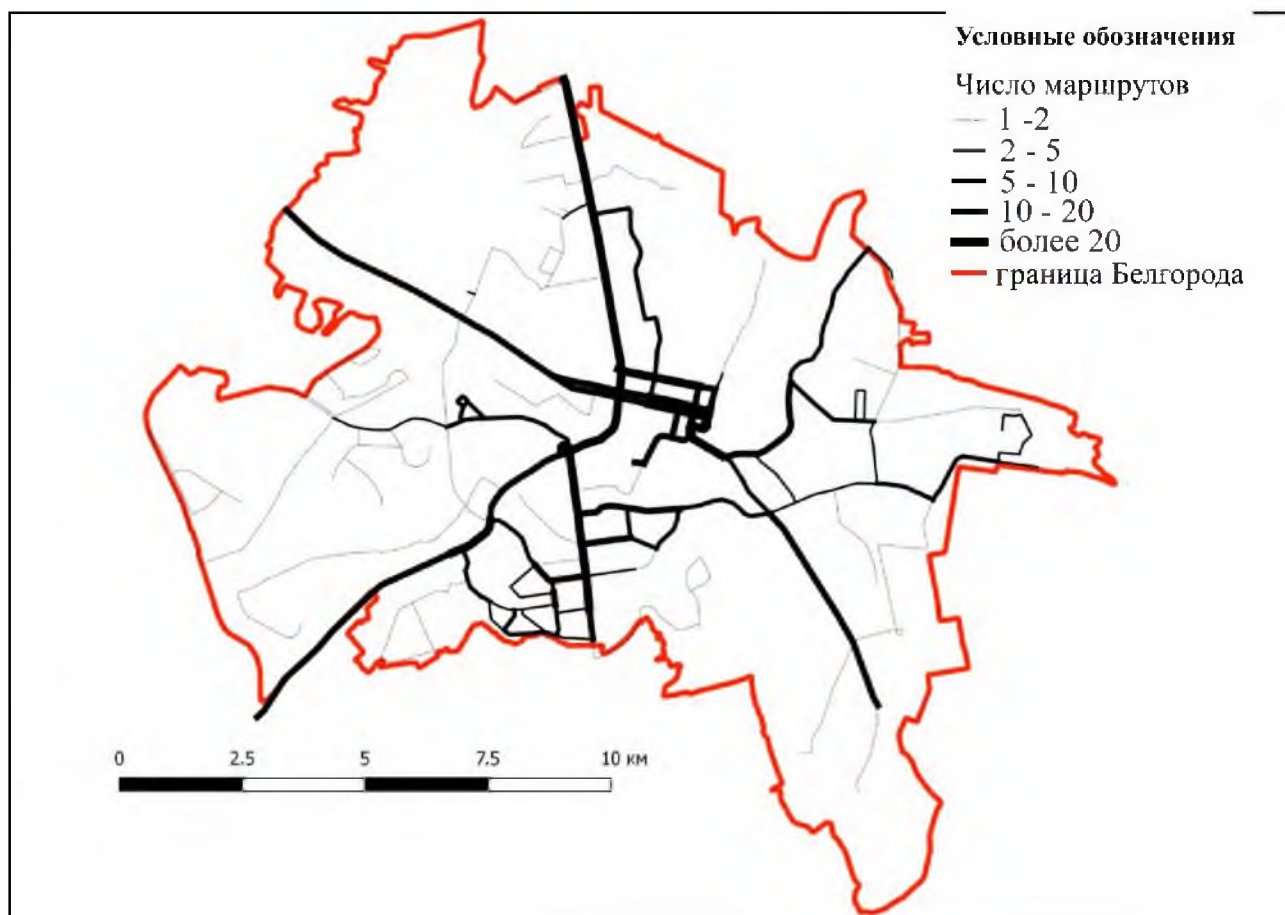 Условные обозначения
Число маршрутов
1 -2
2 - 5
5 - 10
10 - 20
более 20
граница Белгорода
0 2.5 5 7.5 10 км